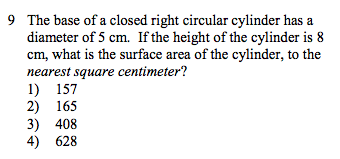 9 The base of a closed right circular cylinder has a
diameter of 5 cm. If the height of the cylinder is 8
cm, what is the surface area of the cylinder, to the
nearest square centimeter?
1) 157
2) 165
3) 408
4) 628